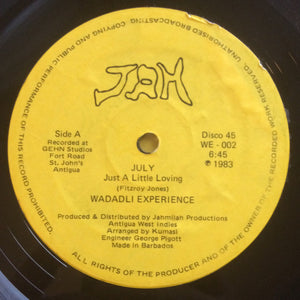 UNAUTHORISED BROADCASTING, COPYING AND PUBLIC PERFORMANCE OF THIS RECORD PROHIBITED.
JAH
Side A
Recorded at
GEHN Studios
Fort Road
St. John's
Antigua
Disco 45
WE - 002
6:45
℗ 1983
JULY
Just A Little Loving
(Fitzroy Jones)
WADADLI EXPERIENCE
Produced & Distributed by Jahmilah Productions
Antigua West Indies
Arranged by Kumasi
Engineer George Pigott
Made in Barbados
ALL RIGHTS OF THE PRODUCER AND OF THE OWNER OF THE RECORDED WORK RESERVED.